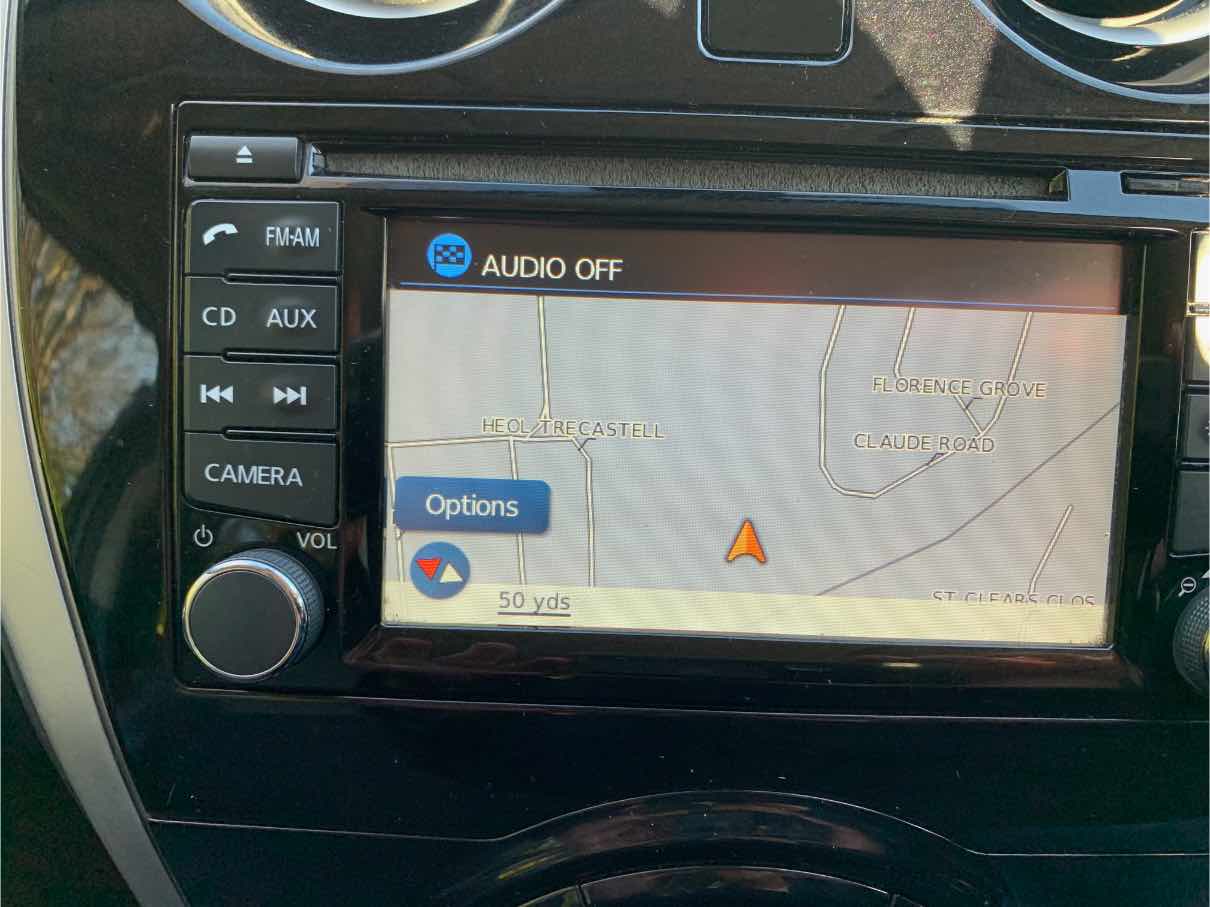 FM·AM
CD AUX
CAMERA
VOL
AUDIO OFF
FLORENCE GROVE
HEOL TRECASTELL
CLAUDE ROAD
Options
50 yds
ST CLEARS CLOS